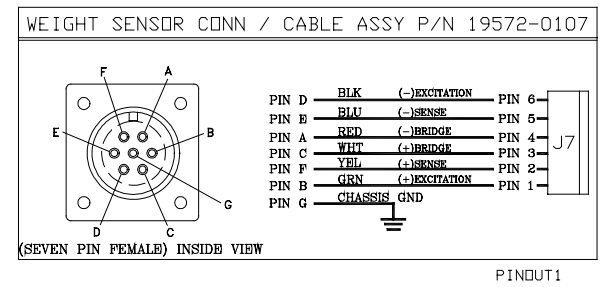 WEIGHT SENSOR CONN / CABLE ASSY P/N 19572-0107
F
A
E
B
G
D
C
(SEVEN PIN FEMALE) INSIDE VIEW
PIN D BLK (-)EXCITATION PIN 6
PIN E BLU (-)SENSE PIN 5
PIN A RED (-)BRIDGE PIN 4
PIN C WHT (+)BRIDGE PIN 3
PIN F YEL (+)SENSE PIN 2
PIN B GRN (+)EXCITATION PIN 1
PIN G CHASSIS GND
J7
PINOUT1